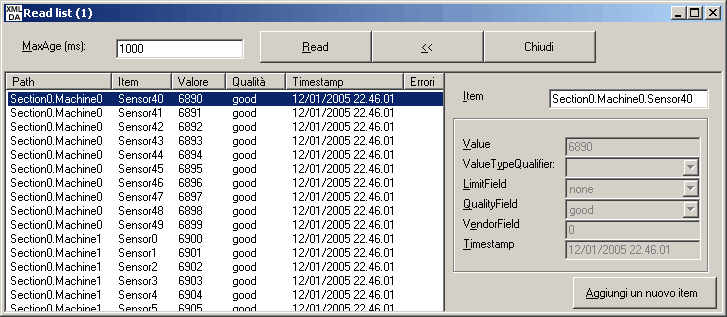 XML
DA
Read list (1)
MaxAge (ms): 1000 Read << Chiudi
Path Item Valore Qualità Timestamp Errori
Section0.Machine0 Sensor40 6890 good 12/01/2005 22.46.01
Section0.Machine0 Sensor41 6891 good 12/01/2005 22.46.01
Section0.Machine0 Sensor42 6892 good 12/01/2005 22.46.01
Section0.Machine0 Sensor43 6893 good 12/01/2005 22.46.01
Section0.Machine0 Sensor44 6894 good 12/01/2005 22.46.01
Section0.Machine0 Sensor45 6895 good 12/01/2005 22.46.01
Section0.Machine0 Sensor46 6896 good 12/01/2005 22.46.01
Section0.Machine0 Sensor47 6897 good 12/01/2005 22.46.01
Section0.Machine0 Sensor48 6898 good 12/01/2005 22.46.01
Section0.Machine0 Sensor49 6899 good 12/01/2005 22.46.01
Section0.Machine1 Sensor0 6900 good 12/01/2005 22.46.01
Section0.Machine1 Sensor1 6901 good 12/01/2005 22.46.01
Section0.Machine1 Sensor2 6902 good 12/01/2005 22.46.01
Section0.Machine1 Sensor3 6903 good 12/01/2005 22.46.01
Section0.Machine1 Sensor4 6904 good 12/01/2005 22.46.01
Section0.Machine1 Sensor5 6905 good 12/01/2005 22.46.01
Item Section0.Machine0.Sensor40
Value 6890
ValueTypeQualifier:
LimitField none
QualityField good
VendorField 0
Timestamp 12/01/2005 22.46.01
Aggiungi un nuovo item